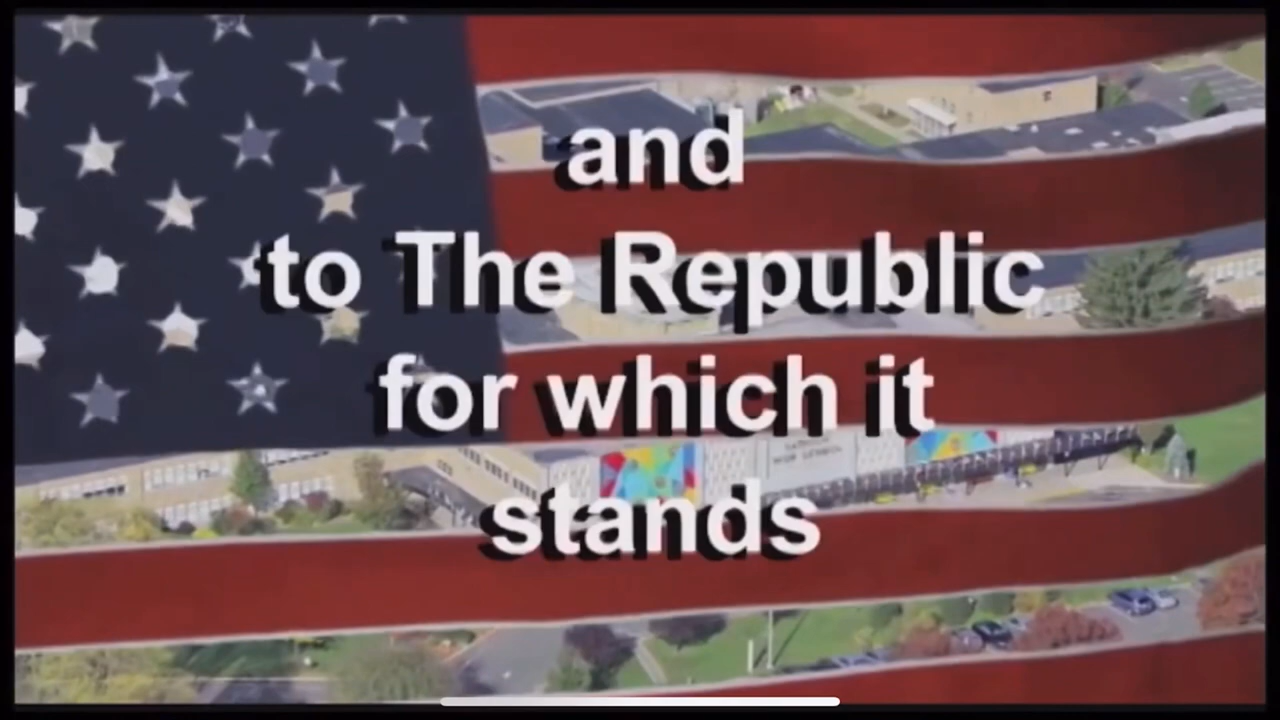 and
to The Republic
for which it
stands